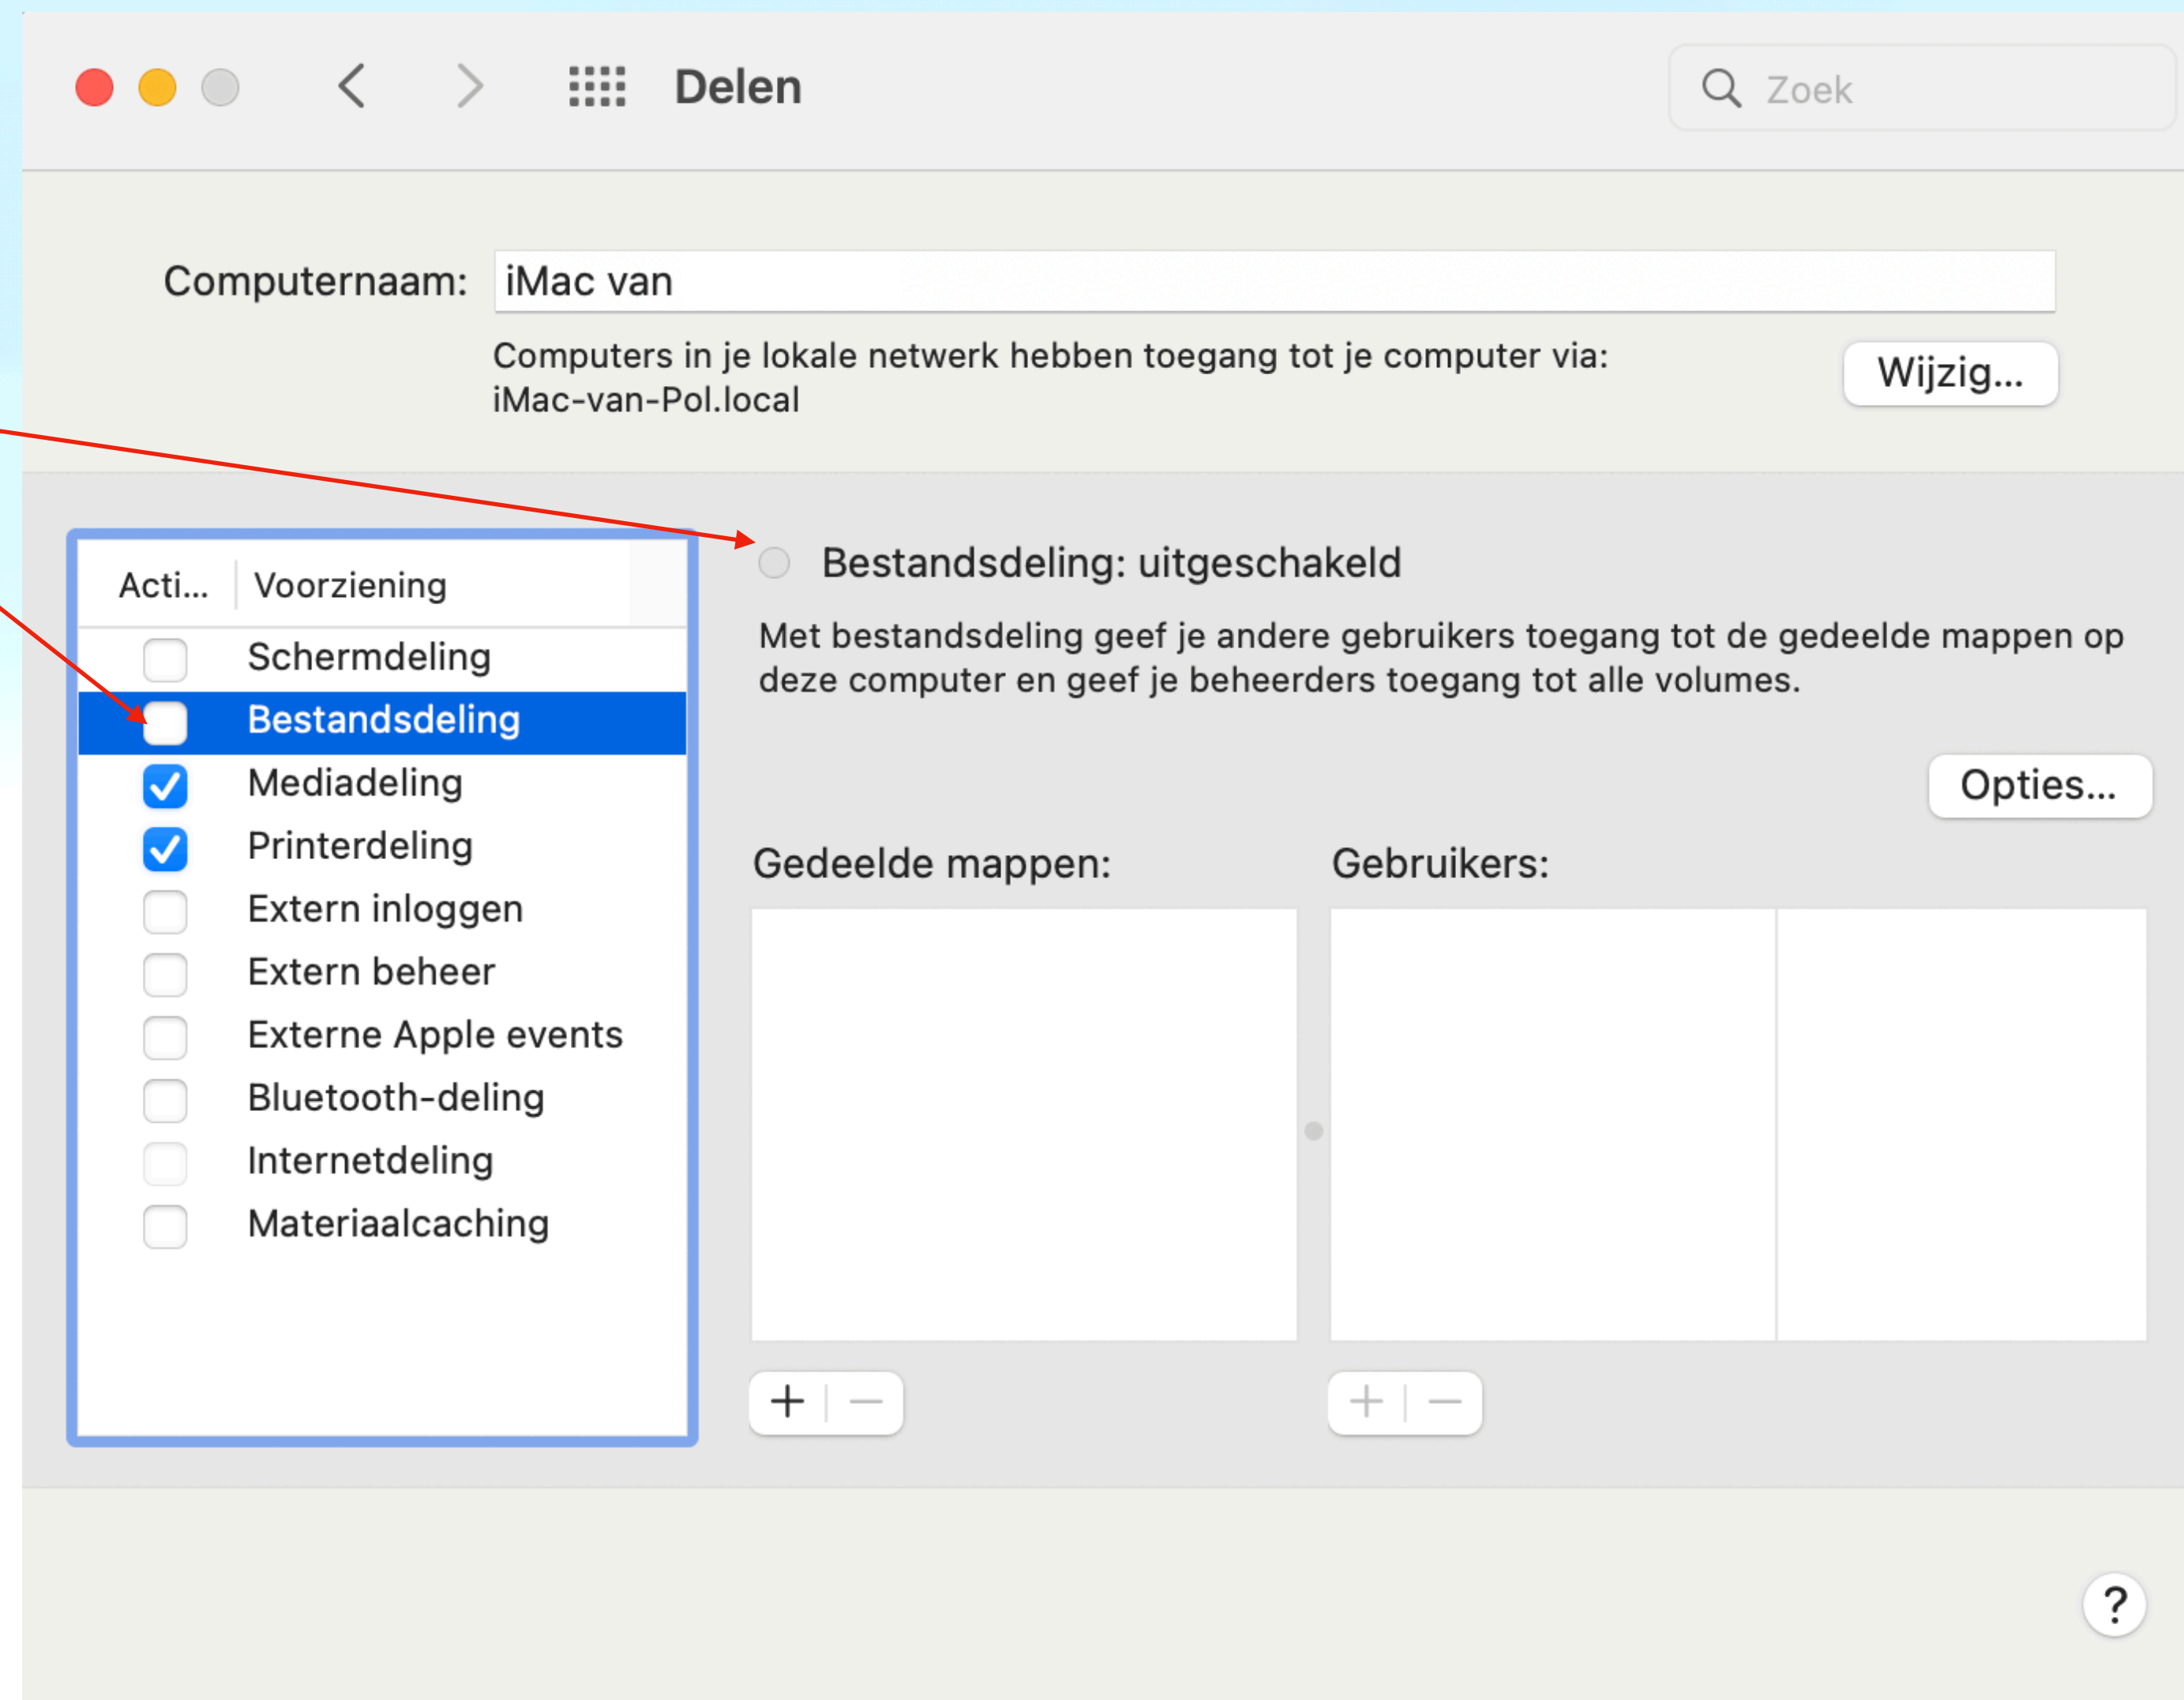 Delen
Zoek
Computernaam: iMac van
Computers in je lokale netwerk hebben toegang tot je computer via:
iMac-van-Pol.local
Wijzig...
Acti... Voorziening
Schermdeling
Bestandsdeling
Mediadeling
Printerdeling
Extern inloggen
Extern beheer
Externe Apple events
Bluetooth-deling
Internetdeling
Materiaalcaching
Bestandsdeling: uitgeschakeld
Met bestandsdeling geef je andere gebruikers toegang tot de gedeelde mappen op
deze computer en geef je beheerders toegang tot alle volumes.
Opties...
Gedeelde mappen:
Gebruikers:
?